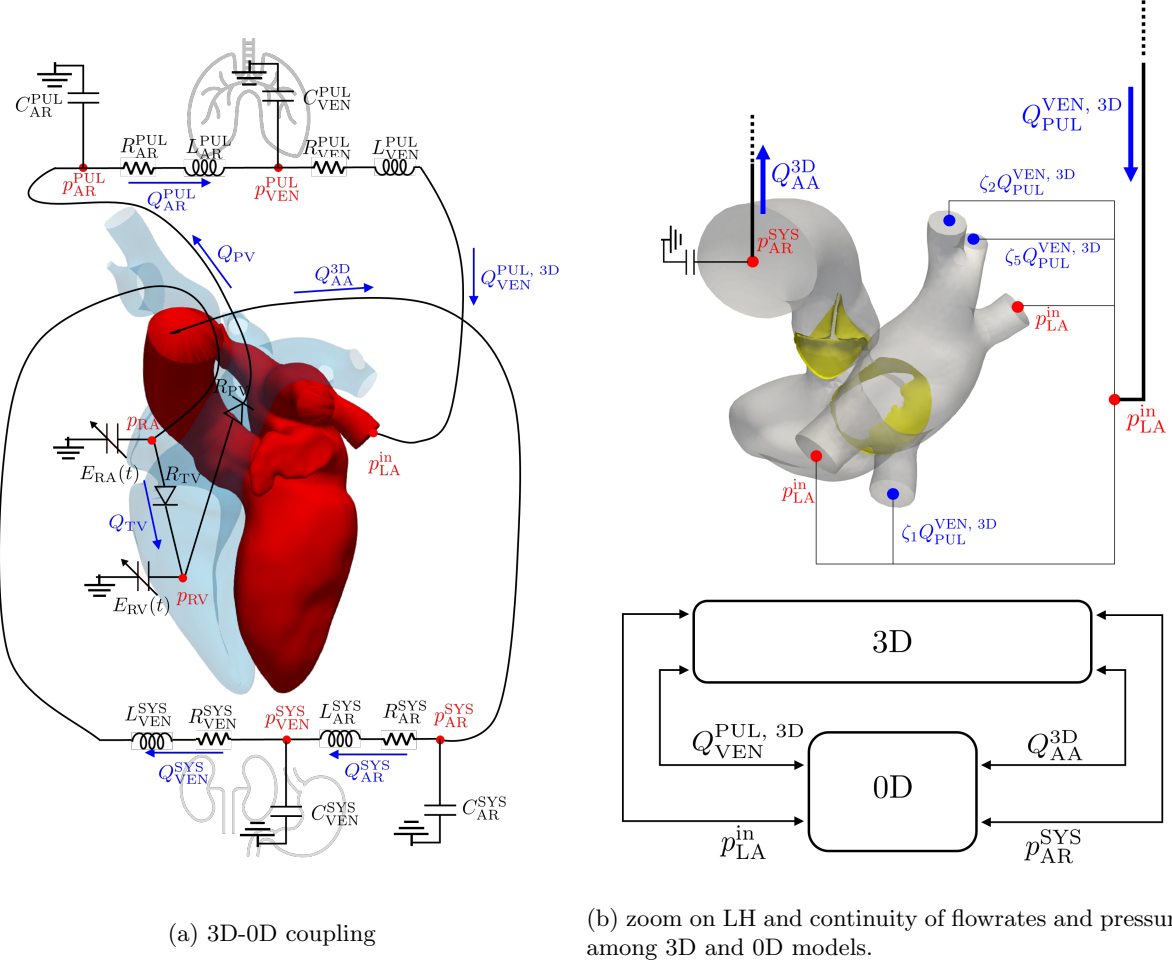 C_AR^PUL
C_VEN^PUL
R_AR^PUL
L_AR^PUL
R_VEN^PUL
L_VEN^PUL
p_AR^PUL
p_VEN^PUL
Q_AR^PUL
Q_PV
Q_AA^3D
Q_VEN^PUL, 3D
R_PV
p_RA
E_RA(t)
R_TV
p_LA^in
Q_TV
E_RV(t)
p_RV
L_VEN^SYS
R_VEN^SYS
p_VEN^SYS
L_AR^SYS
R_AR^SYS
p_AR^SYS
Q_VEN^SYS
Q_AR^SYS
C_VEN^SYS
C_AR^SYS
(a) 3D-0D coupling
Q_PUL^VEN, 3D
Q_AA^3D
ζ_2Q_PUL^VEN, 3D
p_AR^SYS
ζ_5Q_PUL^VEN, 3D
p_LA^in
p_LA^in
p_LA^in
ζ_1Q_PUL^VEN, 3D
3D
Q_VEN^PUL, 3D
Q_AA^3D
0D
p_LA^in
p_AR^SYS
(b) zoom on LH and continuity of flowrates and pressu
among 3D and 0D models.